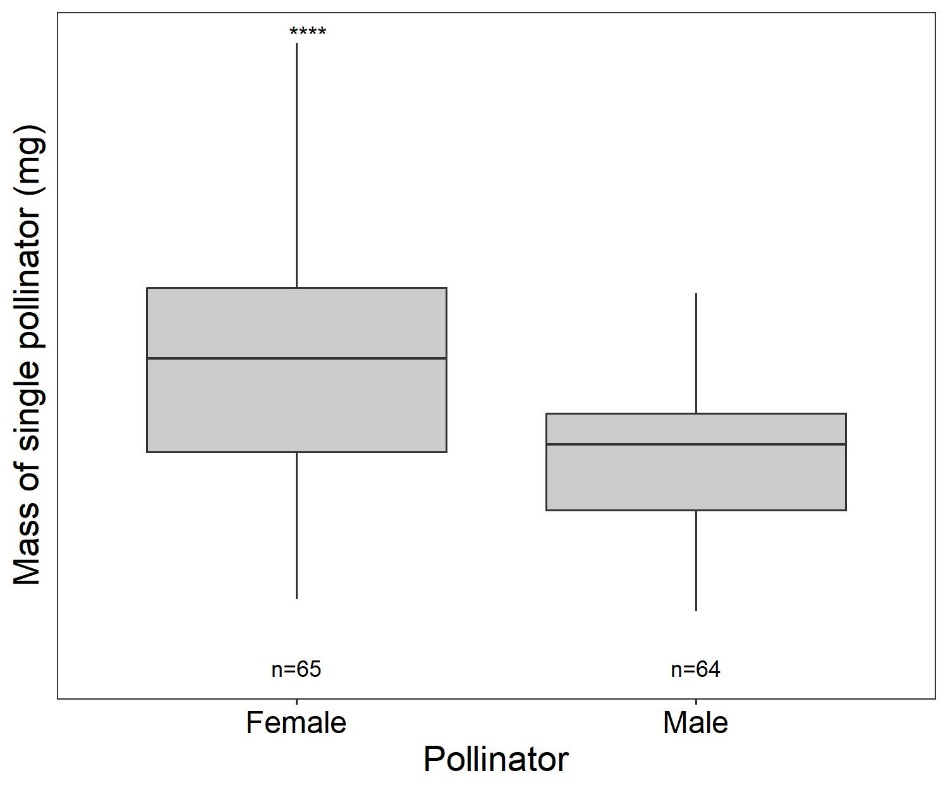 ****
Mass of single pollinator (mg)
n=65
n=64
Female
Male
Pollinator